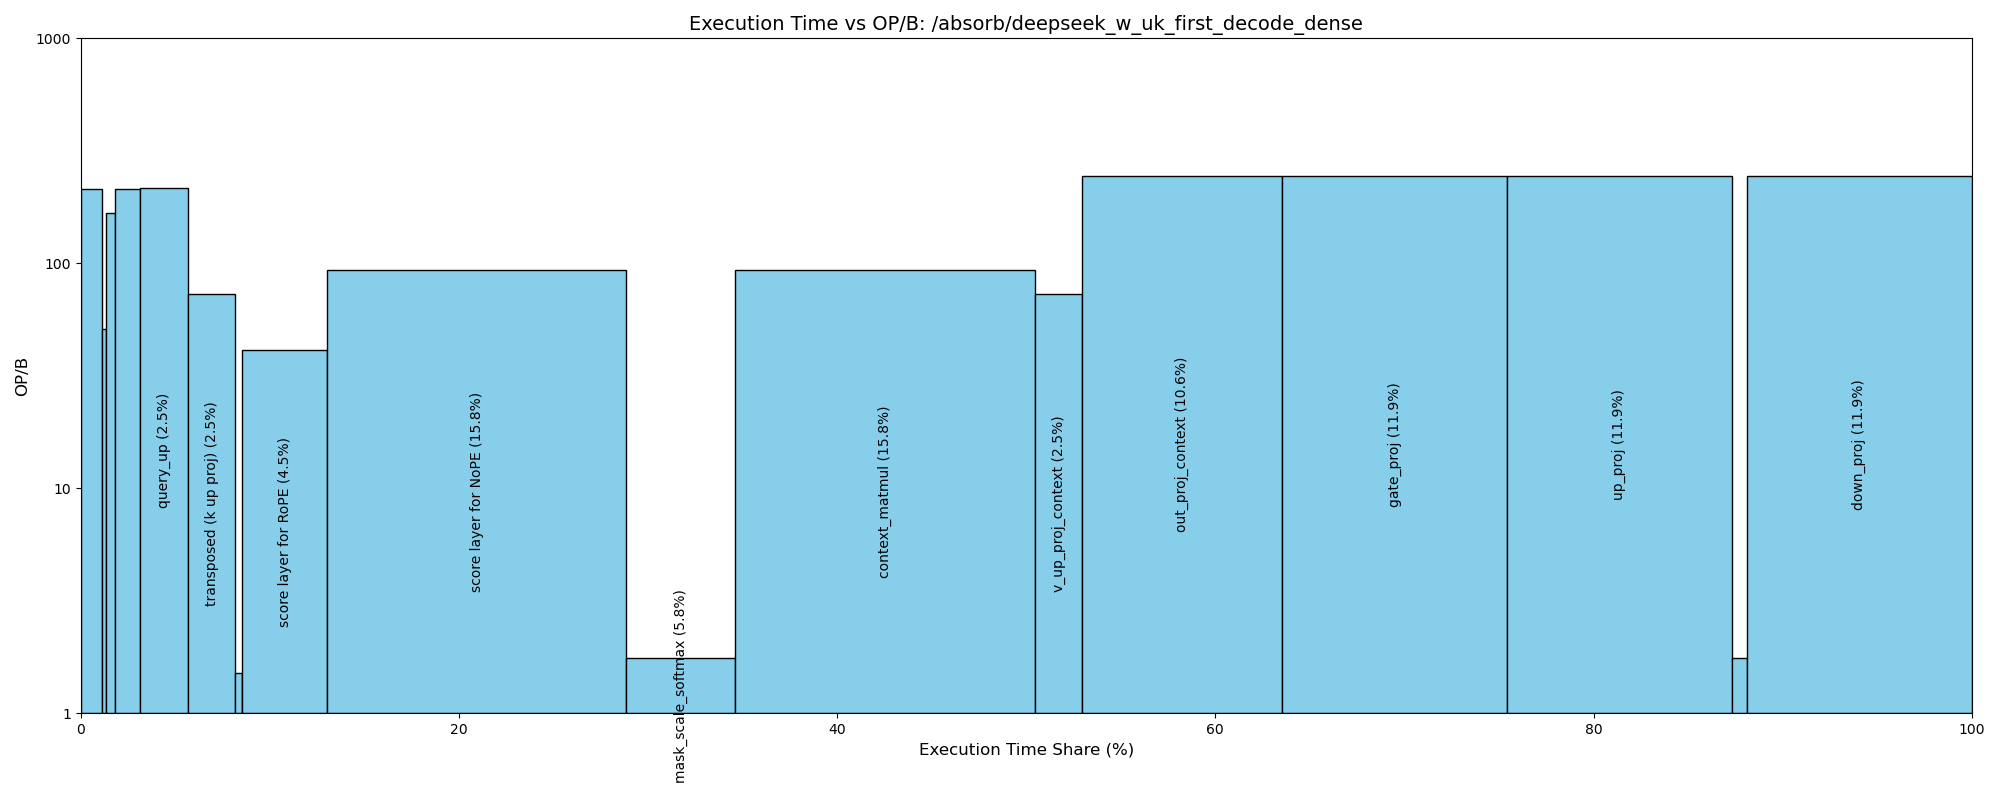 Execution Time vs OP/B: /absorb/deepseek_w_uk_first_decode_dense
OP/B
1000
100
10
1
query_up (2.5%)
transposed (k up proj) (2.5%)
score layer for RoPE (4.5%)
score layer for NoPE (15.8%)
mask_scale_softmax (5.8%)
context_matmul (15.8%)
v_up_proj_context (2.5%)
out_proj_context (10.6%)
gate_proj (11.9%)
up_proj (11.9%)
down_proj (11.9%)
0
20
40
60
80
100
Execution Time Share (%)